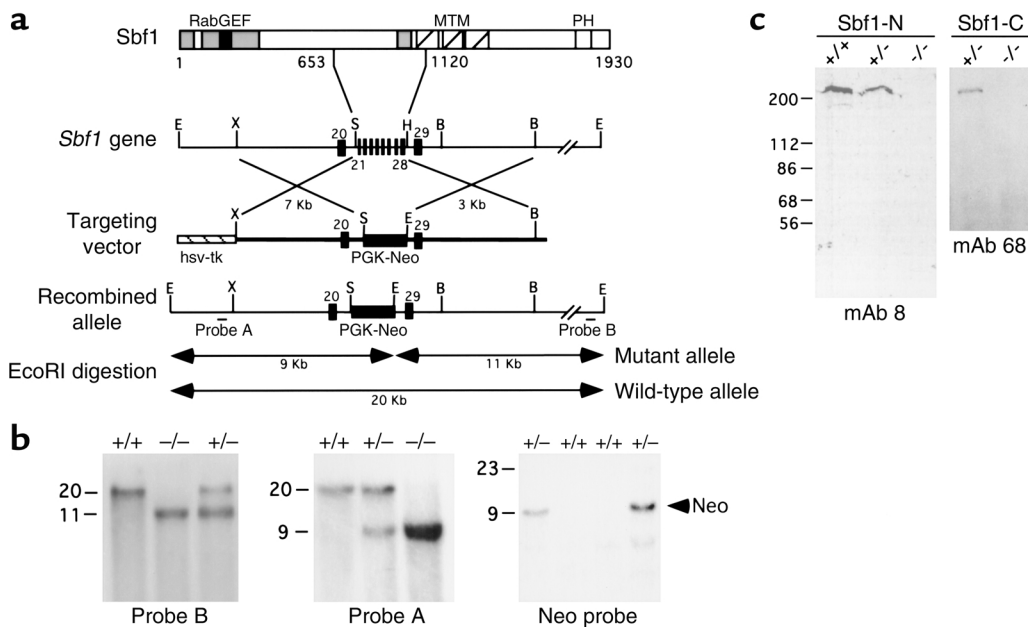 a
RabGEF MTM PH
Sbf1
1 653 1120 1930
E X 20 S H 29 B B E
Sbf1 gene
21 28
7 Kb 3 Kb
X 20 S E 29 B
Targeting vector
hsv-tk PGK-Neo
E X 20 S E 29 B B E
Recombined allele
Probe A PGK-Neo Probe B
EcoRI digestion
9 Kb 11 Kb Mutant allele
20 Kb Wild-type allele
b
+/+ −/− +/−
20
11
Probe B
+/+ +/− −/−
20
9
Probe A
+/− +/+ +/+ +/−
23
9
Neo
Neo probe
c
Sbf1-N Sbf1-C
+/+ +/- -/- +/- -/-
200
112
86
68
56
mAb 8
mAb 68